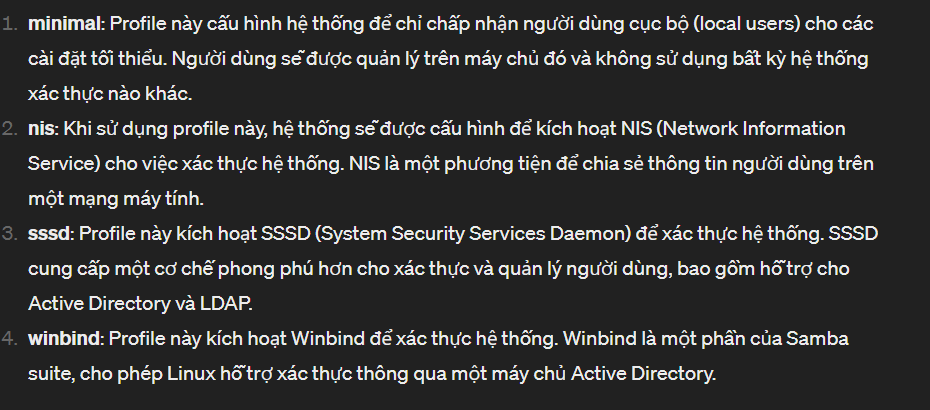 1. minimal: Profile này cấu hình hệ thống để chỉ chấp nhận người dùng cục bộ (local users) cho các
cài đặt tối thiểu. Người dùng sẽ được quản lý trên máy chủ đó và không sử dụng bất kỳ hệ thống
xác thực nào khác.
2. nis: Khi sử dụng profile này, hệ thống sẽ được cấu hình để kích hoạt NIS (Network Information
Service) cho việc xác thực hệ thống. NIS là một phương tiện để chia sẻ thông tin người dùng trên
một mạng máy tính.
3. sssd: Profile này kích hoạt SSSD (System Security Services Daemon) để xác thực hệ thống. SSSD
cung cấp một cơ chế phong phú hơn cho xác thực và quản lý người dùng, bao gồm hỗ trợ cho
Active Directory và LDAP.
4. winbind: Profile này kích hoạt Winbind để xác thực hệ thống. Winbind là một phần của Samba
suite, cho phép Linux hỗ trợ xác thực thông qua một máy chủ Active Directory.